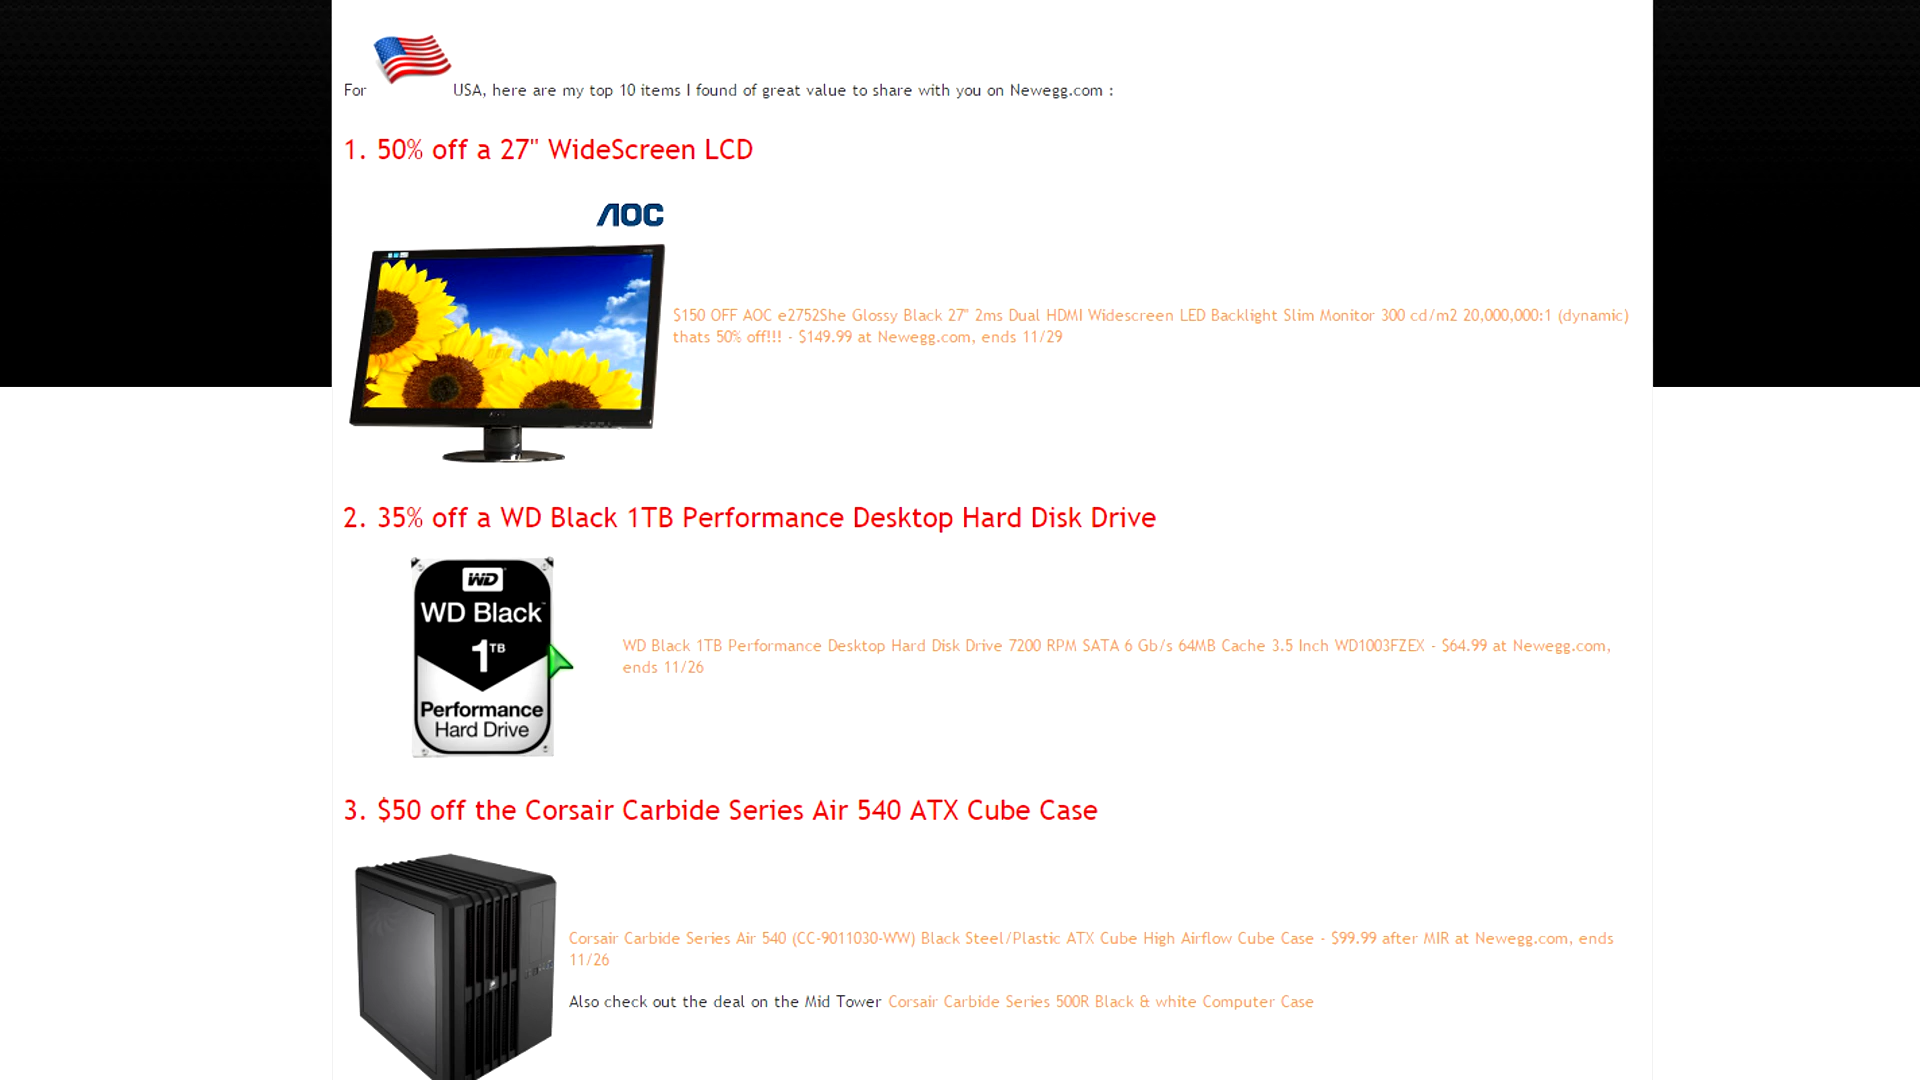 For USA, here are my top 10 items I found of great value to share with you on Newegg.com :
1. 50% off a 27" WideScreen LCD
AOC
$150 OFF AOC e2752She Glossy Black 27" 2ms Dual HDMI Widescreen LED Backlight Slim Monitor 300 cd/m2 20,000,000:1 (dynamic)
thats 50% off!!! - $149.99 at Newegg.com, ends 11/29
2. 35% off a WD Black 1TB Performance Desktop Hard Disk Drive
WD
WD Black
1TB
Performance
Hard Drive
WD Black 1TB Performance Desktop Hard Disk Drive 7200 RPM SATA 6 Gb/s 64MB Cache 3.5 Inch WD1003FZEX - $64.99 at Newegg.com,
ends 11/26
3. $50 off the Corsair Carbide Series Air 540 ATX Cube Case
Corsair Carbide Series Air 540 (CC-9011030-WW) Black Steel/Plastic ATX Cube High Airflow Cube Case - $99.99 after MIR at Newegg.com, ends
11/26
Also check out the deal on the Mid Tower Corsair Carbide Series 500R Black & white Computer Case